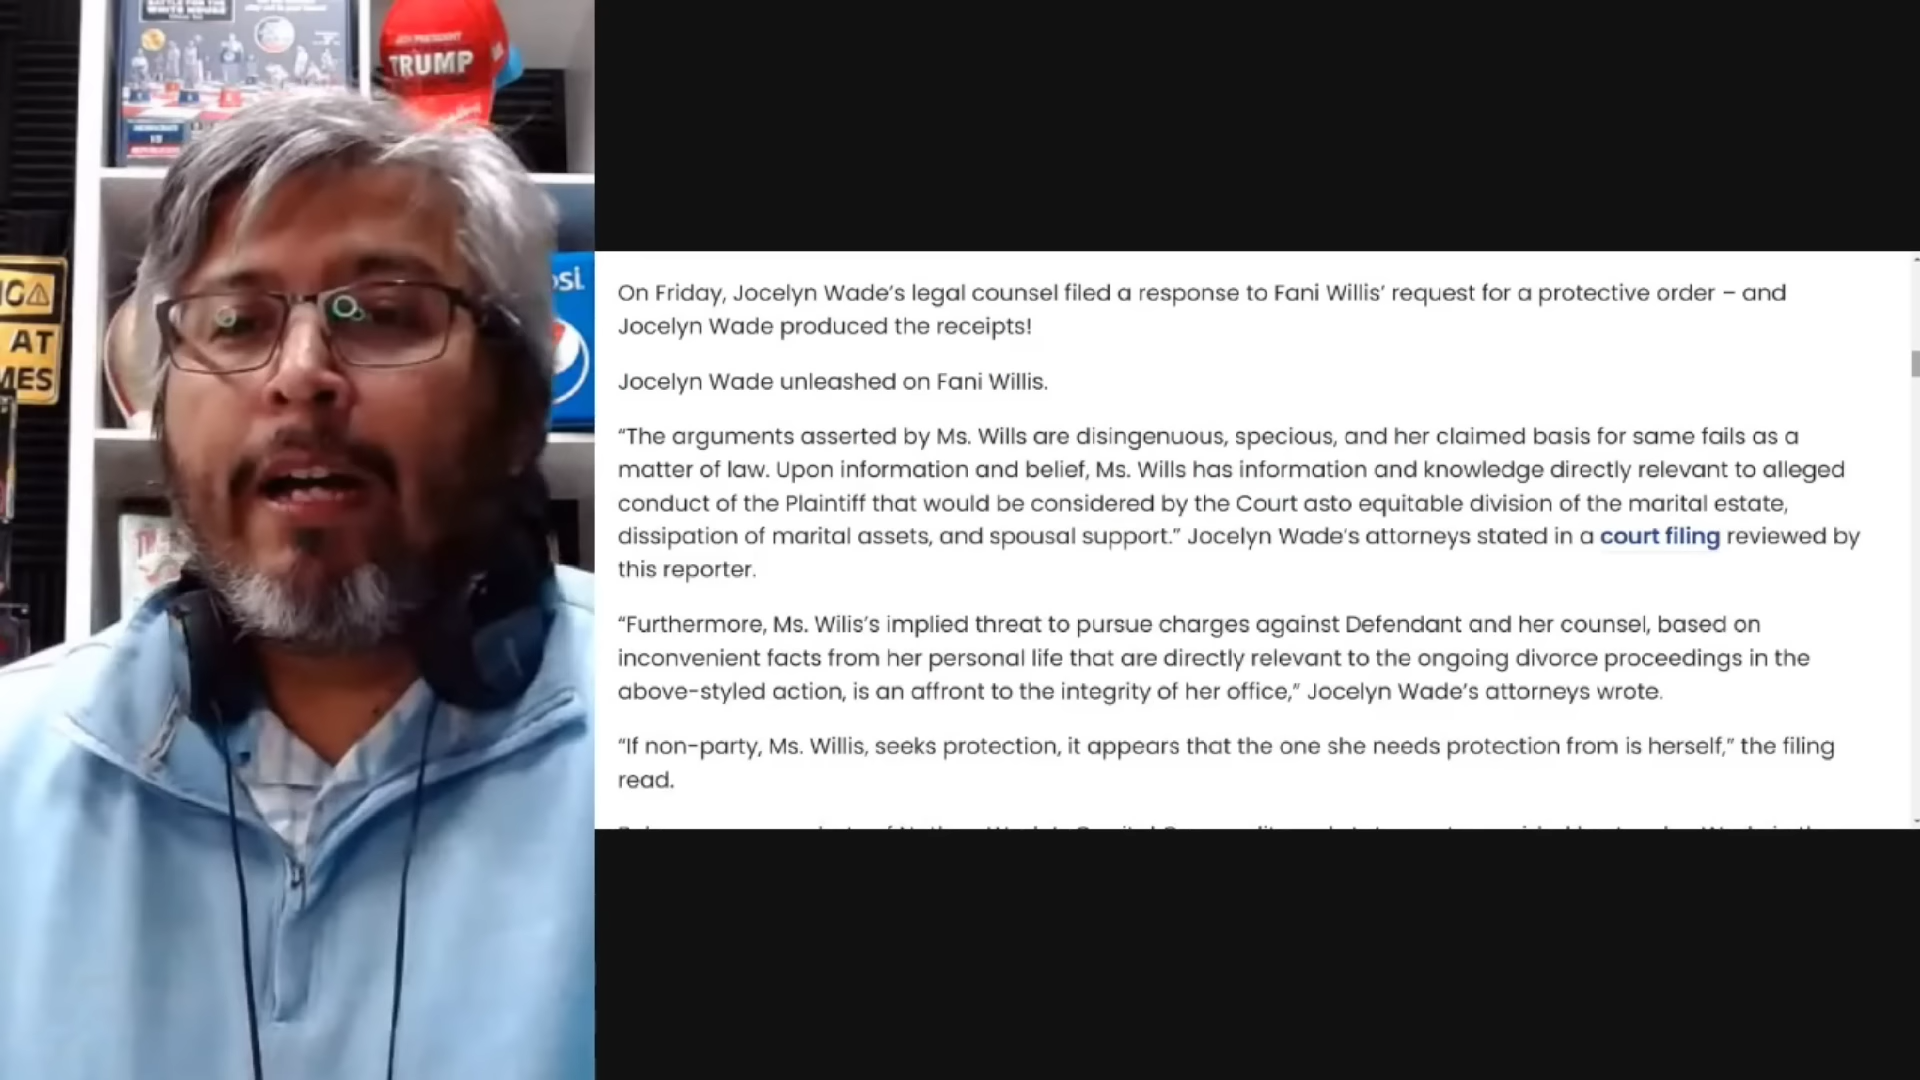 BATTLE FOR THE
WHITE HOUSE
TRUMP
AT
MES
osi.
On Friday, Jocelyn Wade’s legal counsel filed a response to Fani Willis’ request for a protective order – and
Jocelyn Wade produced the receipts!
Jocelyn Wade unleashed on Fani Willis.
“The arguments asserted by Ms. Wills are disingenuous, specious, and her claimed basis for same fails as a
matter of law. Upon information and belief, Ms. Wills has information and knowledge directly relevant to alleged
conduct of the Plaintiff that would be considered by the Court asto equitable division of the marital estate,
dissipation of marital assets, and spousal support.” Jocelyn Wade’s attorneys stated in a court filing reviewed by
this reporter.
“Furthermore, Ms. Wilis’s implied threat to pursue charges against Defendant and her counsel, based on
inconvenient facts from her personal life that are directly relevant to the ongoing divorce proceedings in the
above-styled action, is an affront to the integrity of her office,” Jocelyn Wade’s attorneys wrote.
“If non-party, Ms. Willis, seeks protection, it appears that the one she needs protection from is herself,” the filing
read.